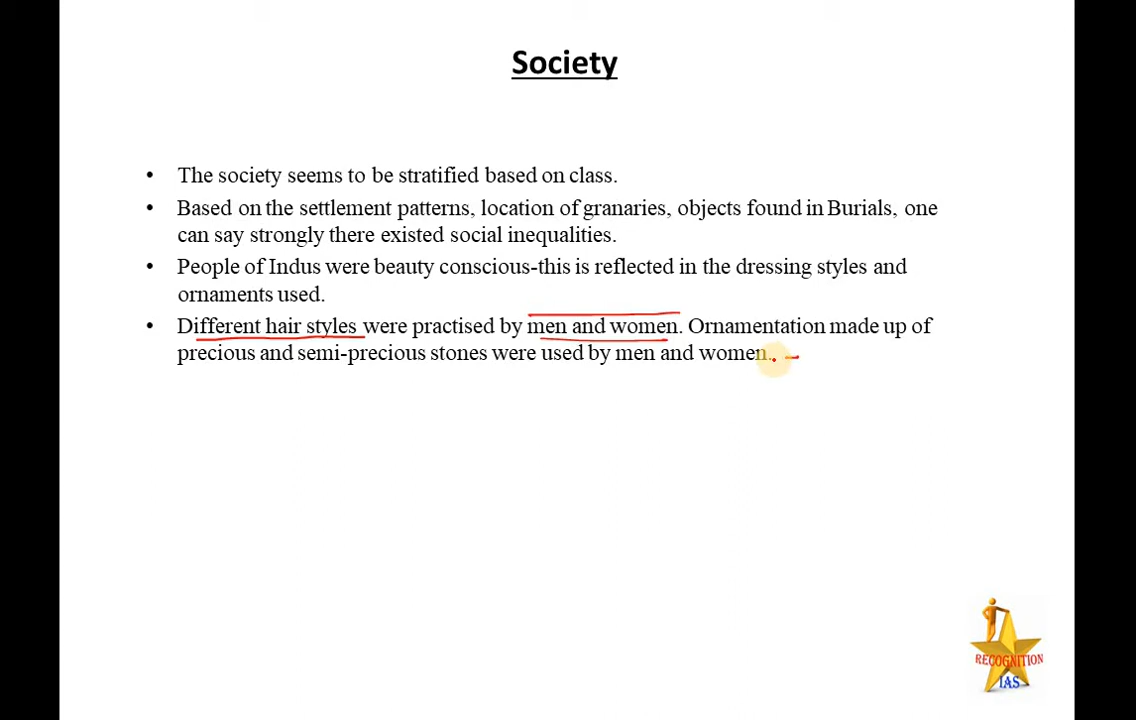 Society
• The society seems to be stratified based on class.
• Based on the settlement patterns, location of granaries, objects found in Burials, one
can say strongly there existed social inequalities.
• People of Indus were beauty conscious-this is reflected in the dressing styles and
ornaments used.
• Different hair styles were practised by men and women. Ornamentation made up of
precious and semi-precious stones were used by men and women.
RECOGNITION
IAS